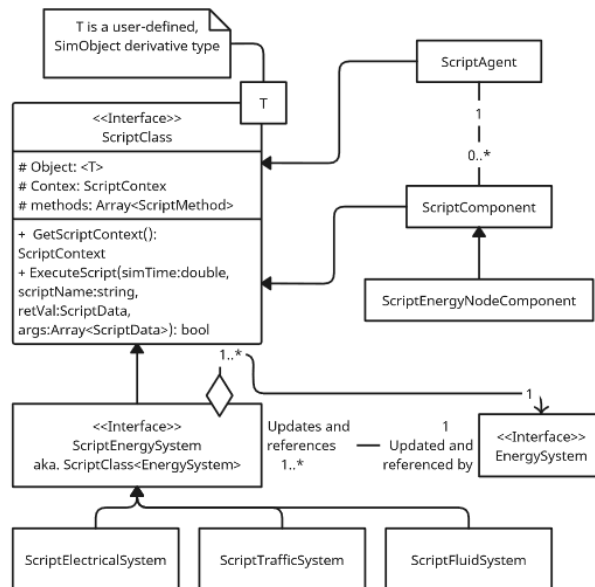 T is a user-defined,
SimObject derivative type
T
ScriptAgent
<<Interface>>
ScriptClass
1
0..*
# Object: <T>
# Contex: ScriptContex
# methods: Array<ScriptMethod>
ScriptComponent
+ GetScriptContext():
ScriptContext
+ ExecuteScript(simTime:double,
scriptName:string,
retVal:ScriptData,
args:Array<ScriptData>): bool
ScriptEnergyNodeComponent
1..*
1
<<Interface>>
ScriptEnergySystem
aka. ScriptClass<EnergySystem>
Updates and
references
1..*
1
Updated and
referenced by
<<Interface>>
EnergySystem
ScriptElectricalSystem
ScriptTrafficSystem
ScriptFluidSystem